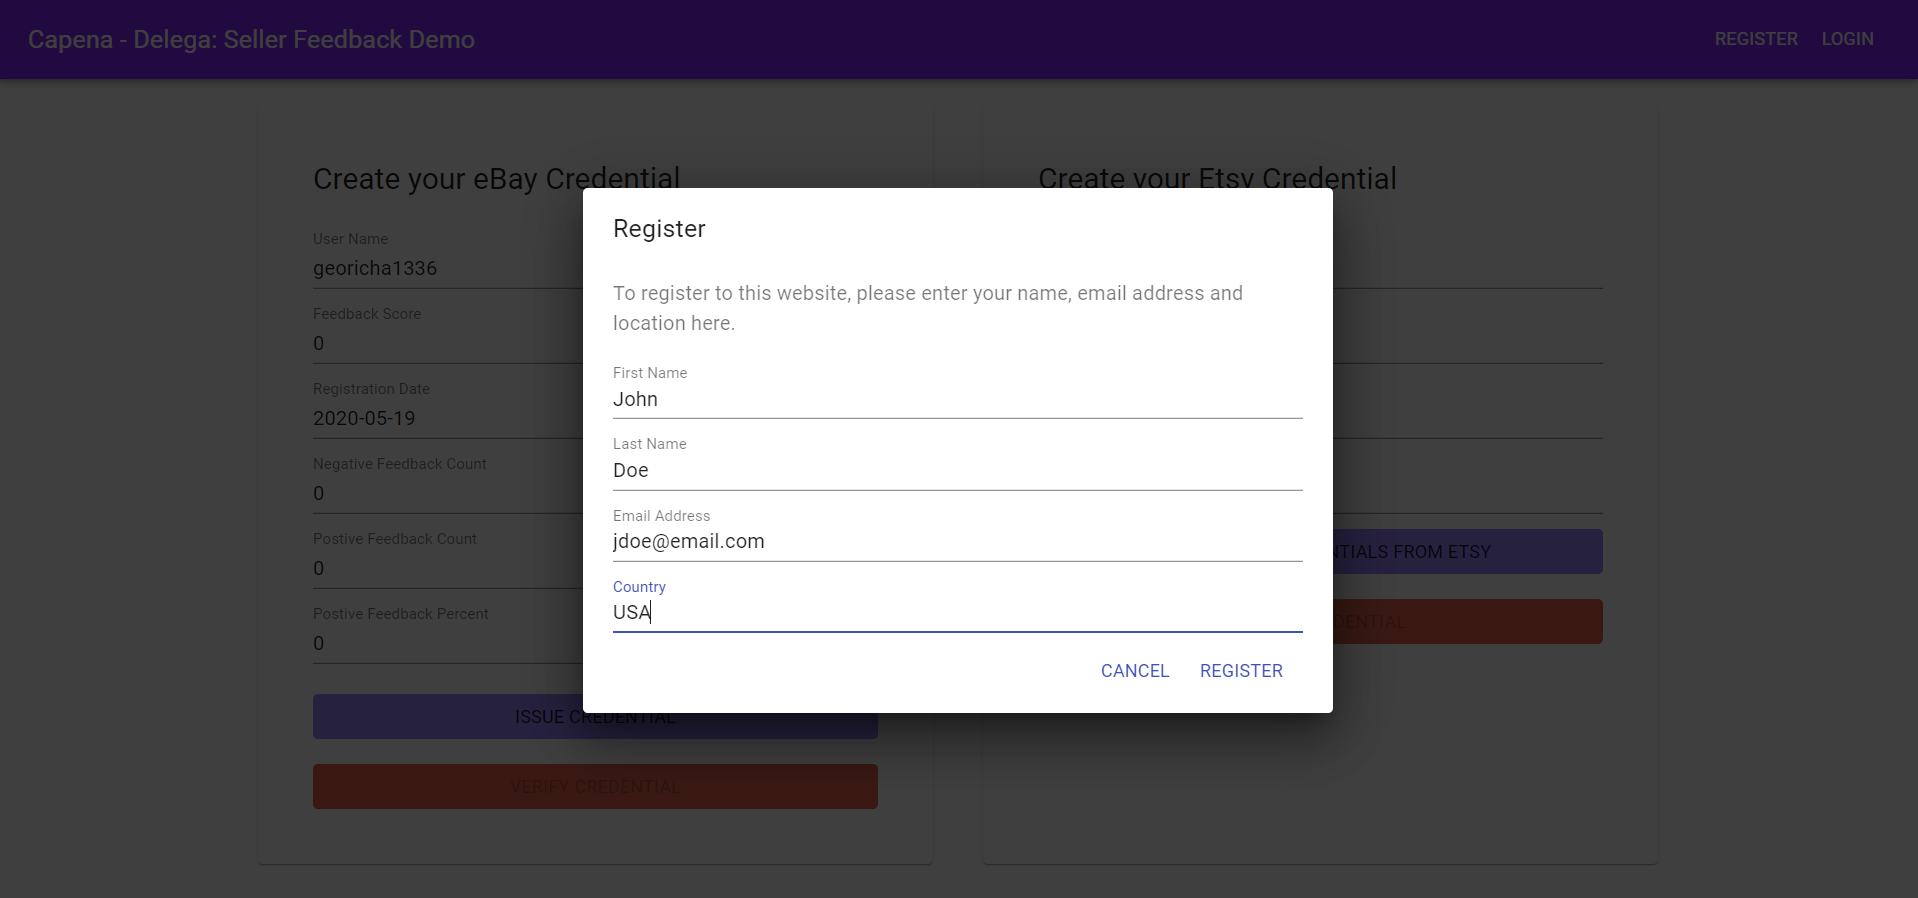 Capena - Delega: Seller Feedback Demo
REGISTER LOGIN
Create your eBay Credential
User Name
georicha1336
Feedback Score
0
Registration Date
2020-05-19
Negative Feedback Count
0
Postive Feedback Count
0
Postive Feedback Percent
0
ISSUE CREDENTIAL
VERIFY CREDENTIAL
Create your Etsy Credential
NTIALS FROM ETSY
DENTIAL
Register
To register to this website, please enter your name, email address and
location here.
First Name
John
Last Name
Doe
Email Address
jdoe@email.com
Country
USA
CANCEL REGISTER